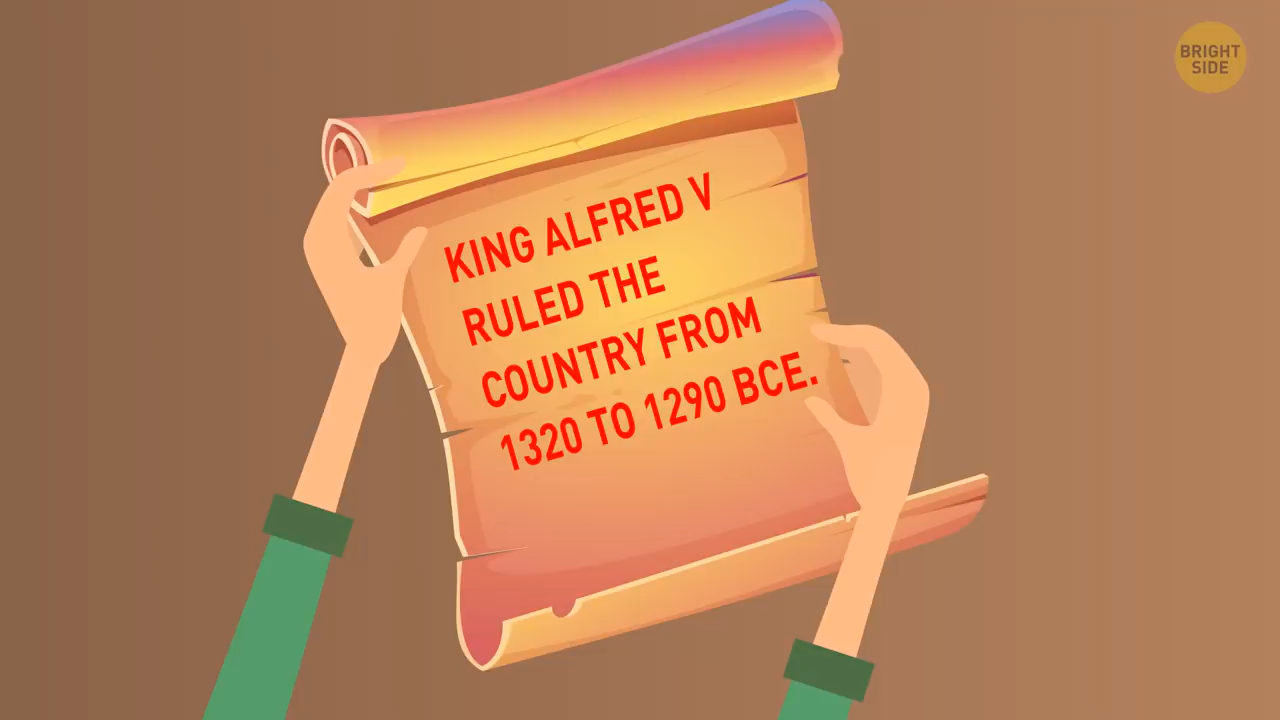 BRIGHT
SIDE
KING ALFRED V
RULED THE
COUNTRY FROM
1320 TO 1290 BCE.